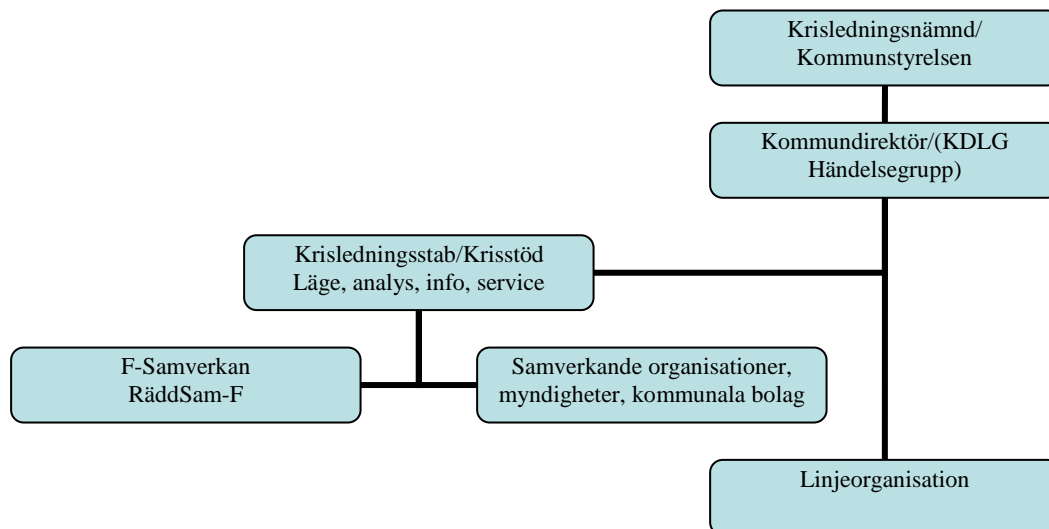 Krisledningsnämnd/
Kommunstyrelsen
Kommundirektör/(KDLG
Händelsegrupp)
Krisledningsstab/Krisstöd
Läge, analys, info, service
F-Samverkan
RäddSam-F
Samverkande organisationer,
myndigheter, kommunala bolag
Linjeorganisation